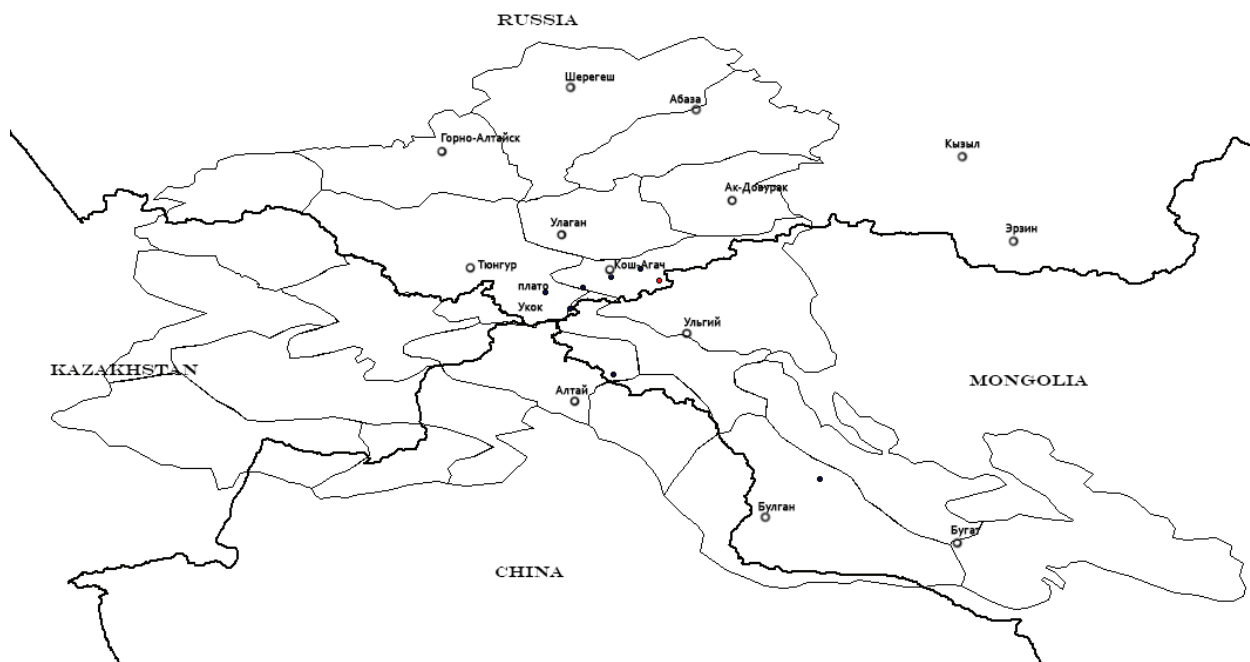 RUSSIA
Шерегеш
Абаза
Горно-Алтайск
Кызыл
Ак-Довурак
Улаган
Эрзин
Тюнгур
Кош-Агач
плато
Укок
Ульгий
KAZAKHSTAN
MONGOLIA
Алтай
Булган
Бугат
CHINA